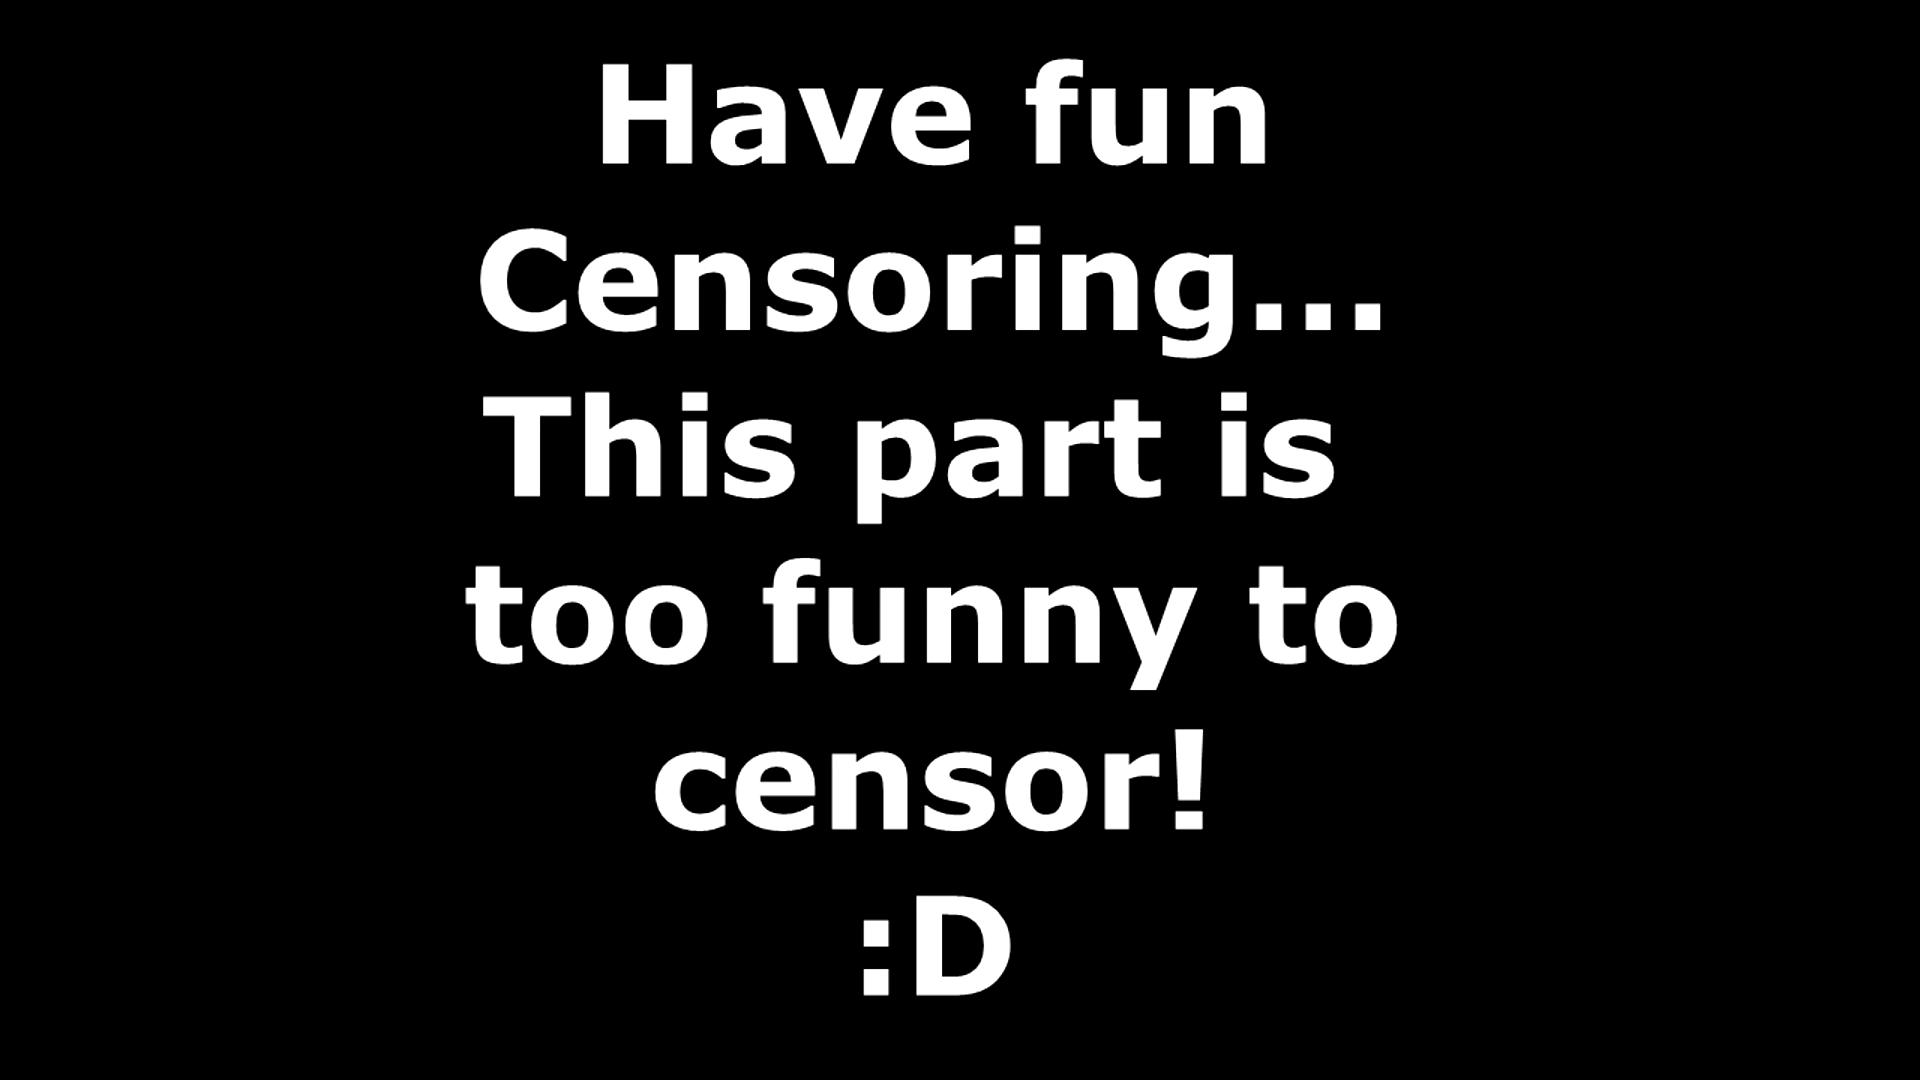 Have fun
Censoring...
This part is
too funny to
censor!
:D